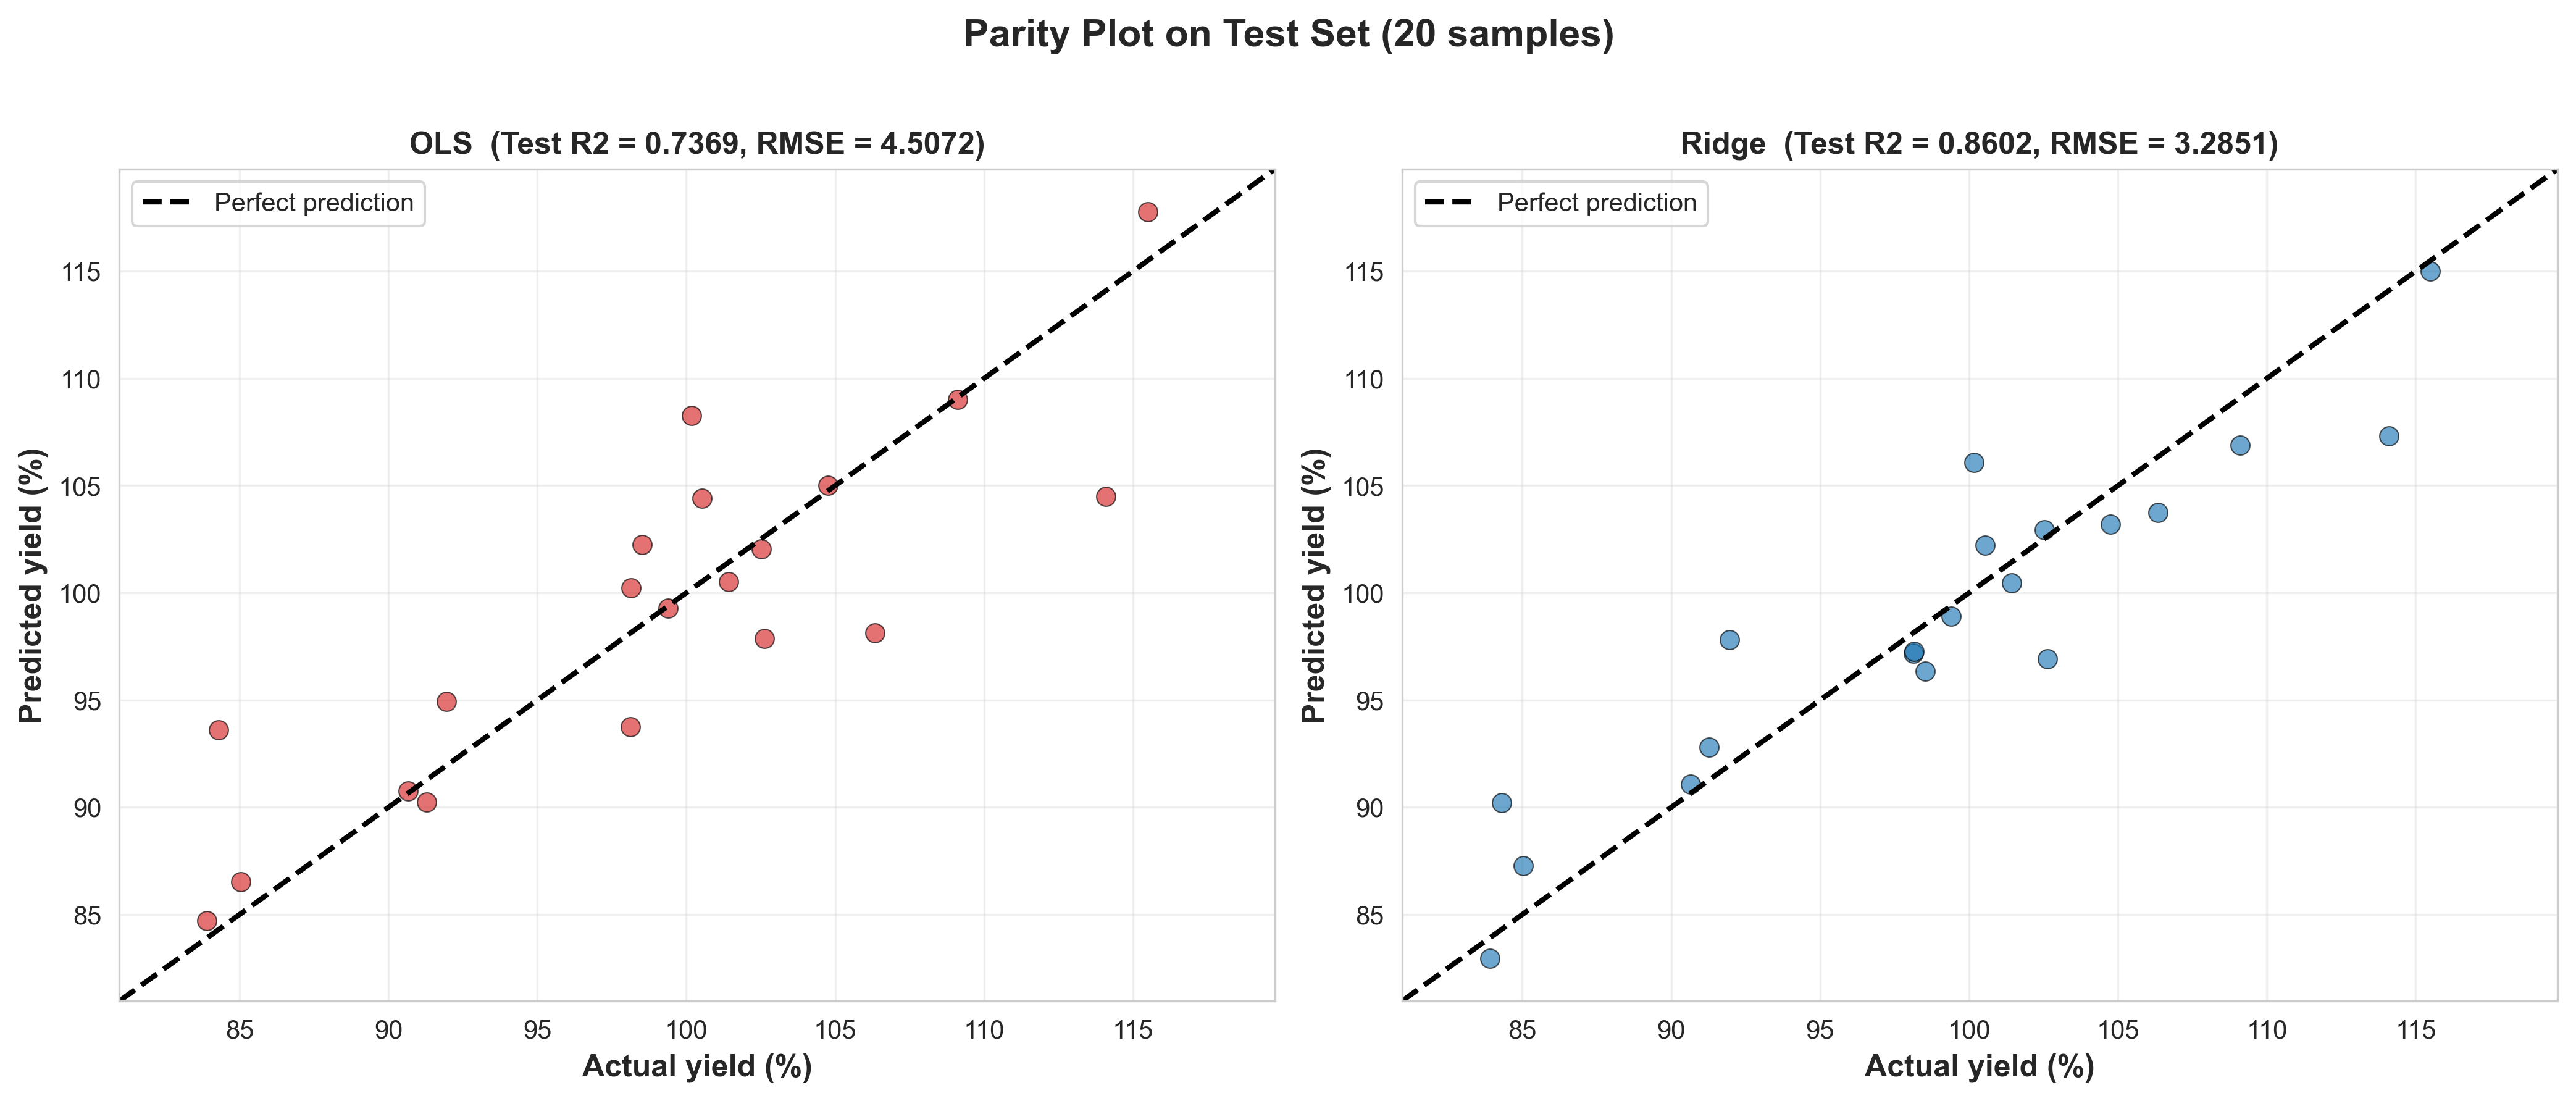 Parity Plot on Test Set (20 samples)
OLS  (Test R2 = 0.7369, RMSE = 4.5072)
Perfect prediction
Predicted yield (%)
115
110
105
100
95
90
85
85 90 95 100 105 110 115
Actual yield (%)
Ridge  (Test R2 = 0.8602, RMSE = 3.2851)
Perfect prediction
Predicted yield (%)
115
110
105
100
95
90
85
85 90 95 100 105 110 115
Actual yield (%)